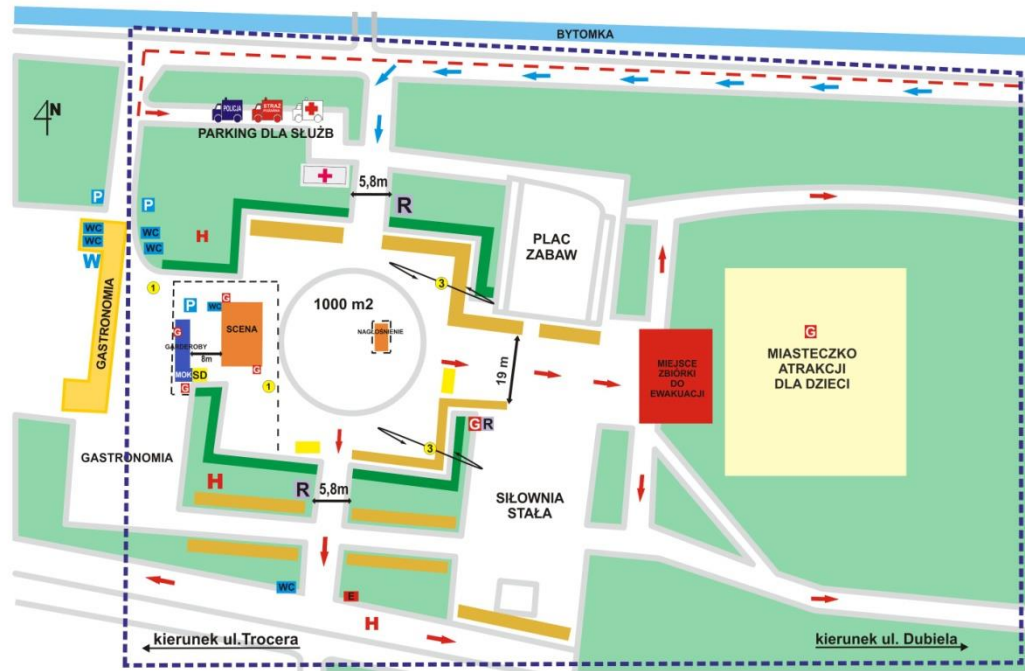 BYTOMKA
N
POLICJA
STRAŻ
PARKING DLA SŁUŻB
5,8m
R
P
P
WC
WC
WC
WC
W
H
PLAC
ZABAW
1
3
1000 m2
GASTRONOMIA
P
WC
G
SCENA
NAGŁOŚNIENIE
G
GARDEROBY
8m
MOK
SD
G
G
1
19 m
MIEJSCE
ZBIÓRKI
DO
EWAKUACJI
G
MIASTECZKO
ATRAKCJI
DLA DZIECI
G R
3
GASTRONOMIA
H
R
5,8m
SIŁOWNIA
STAŁA
WC
E
H
kierunek ul.Trocera
kierunek ul. Dubiela